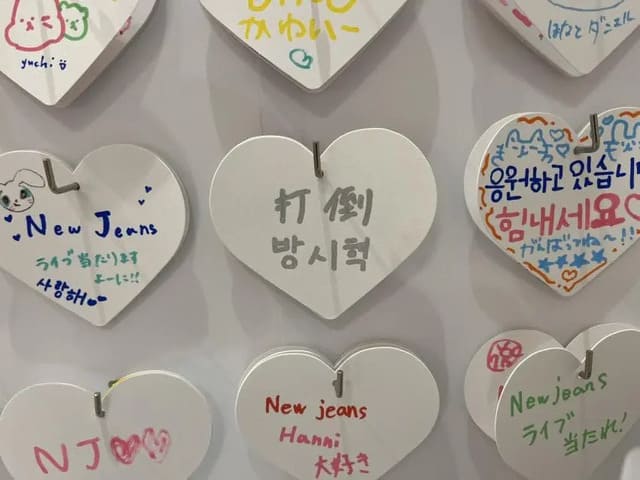 yuchi
かわいー
はねとダニエル
New Jeans
ライブ当たります
よーに!!
사랑해
打倒
방시혁
응원하고 있습니
힘내세요♡
がんばってね〜!!
★★★★
NJ♡♡
New jeans
Hanni
大好き
New jeans
ライブ
当たれ!